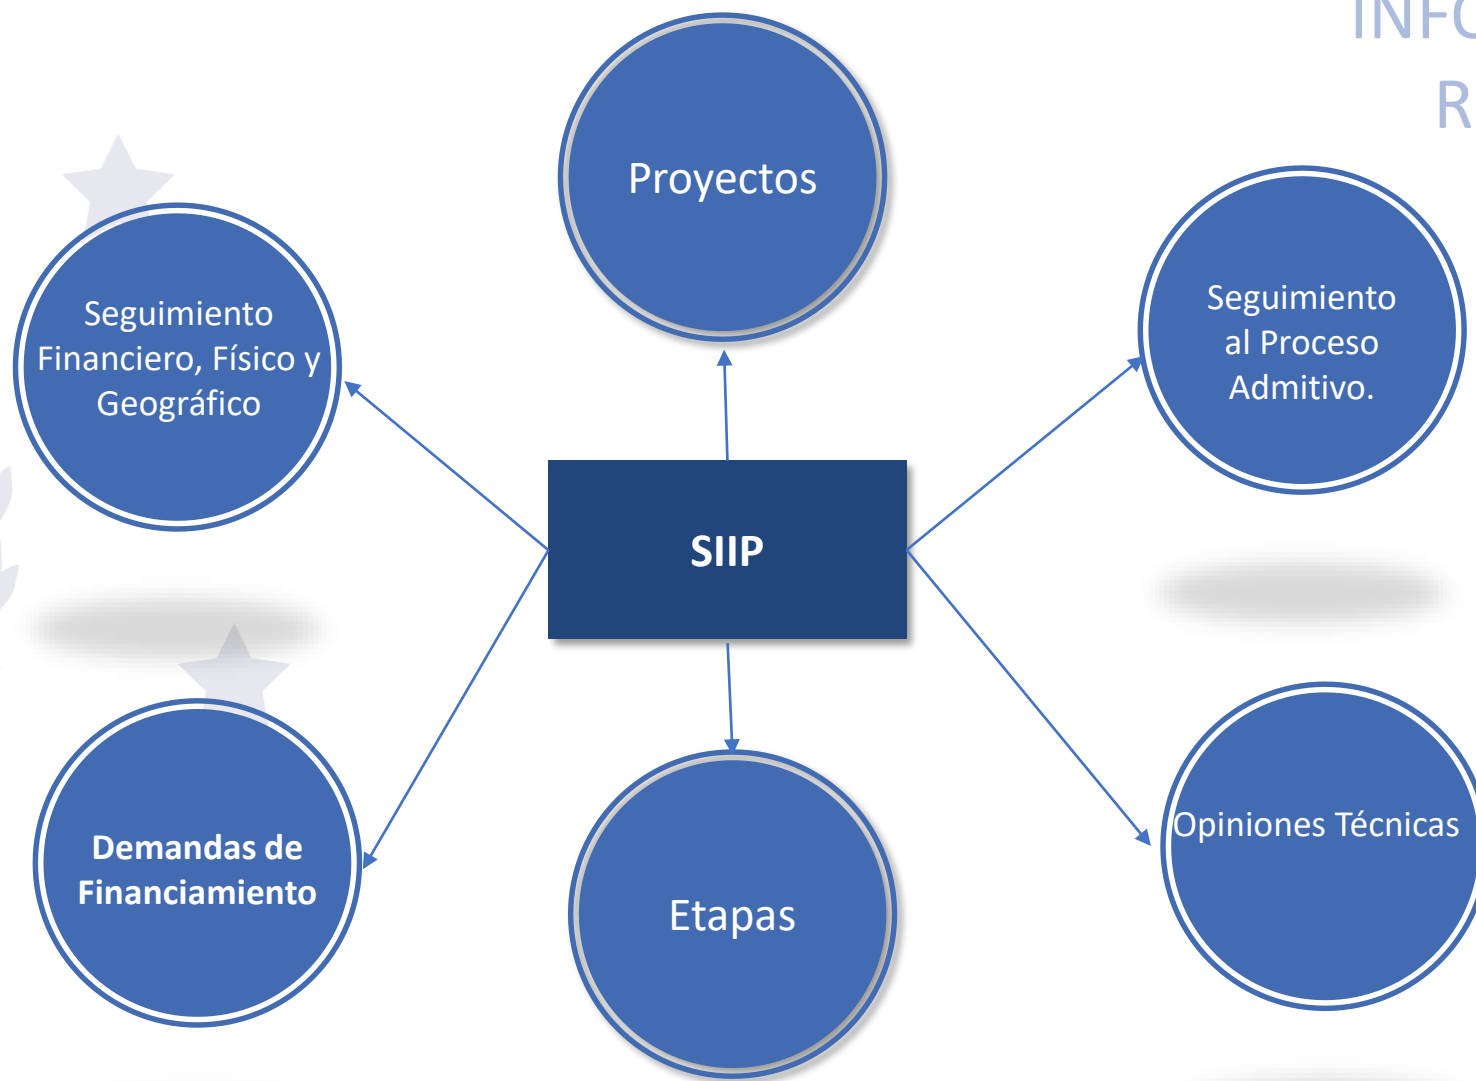 Proyectos
Seguimiento
Financiero, Físico y
Geográfico
Seguimiento
al Proceso
Admitivo.
SIIP
Demandas de
Financiamiento
Etapas
Opiniones Técnicas